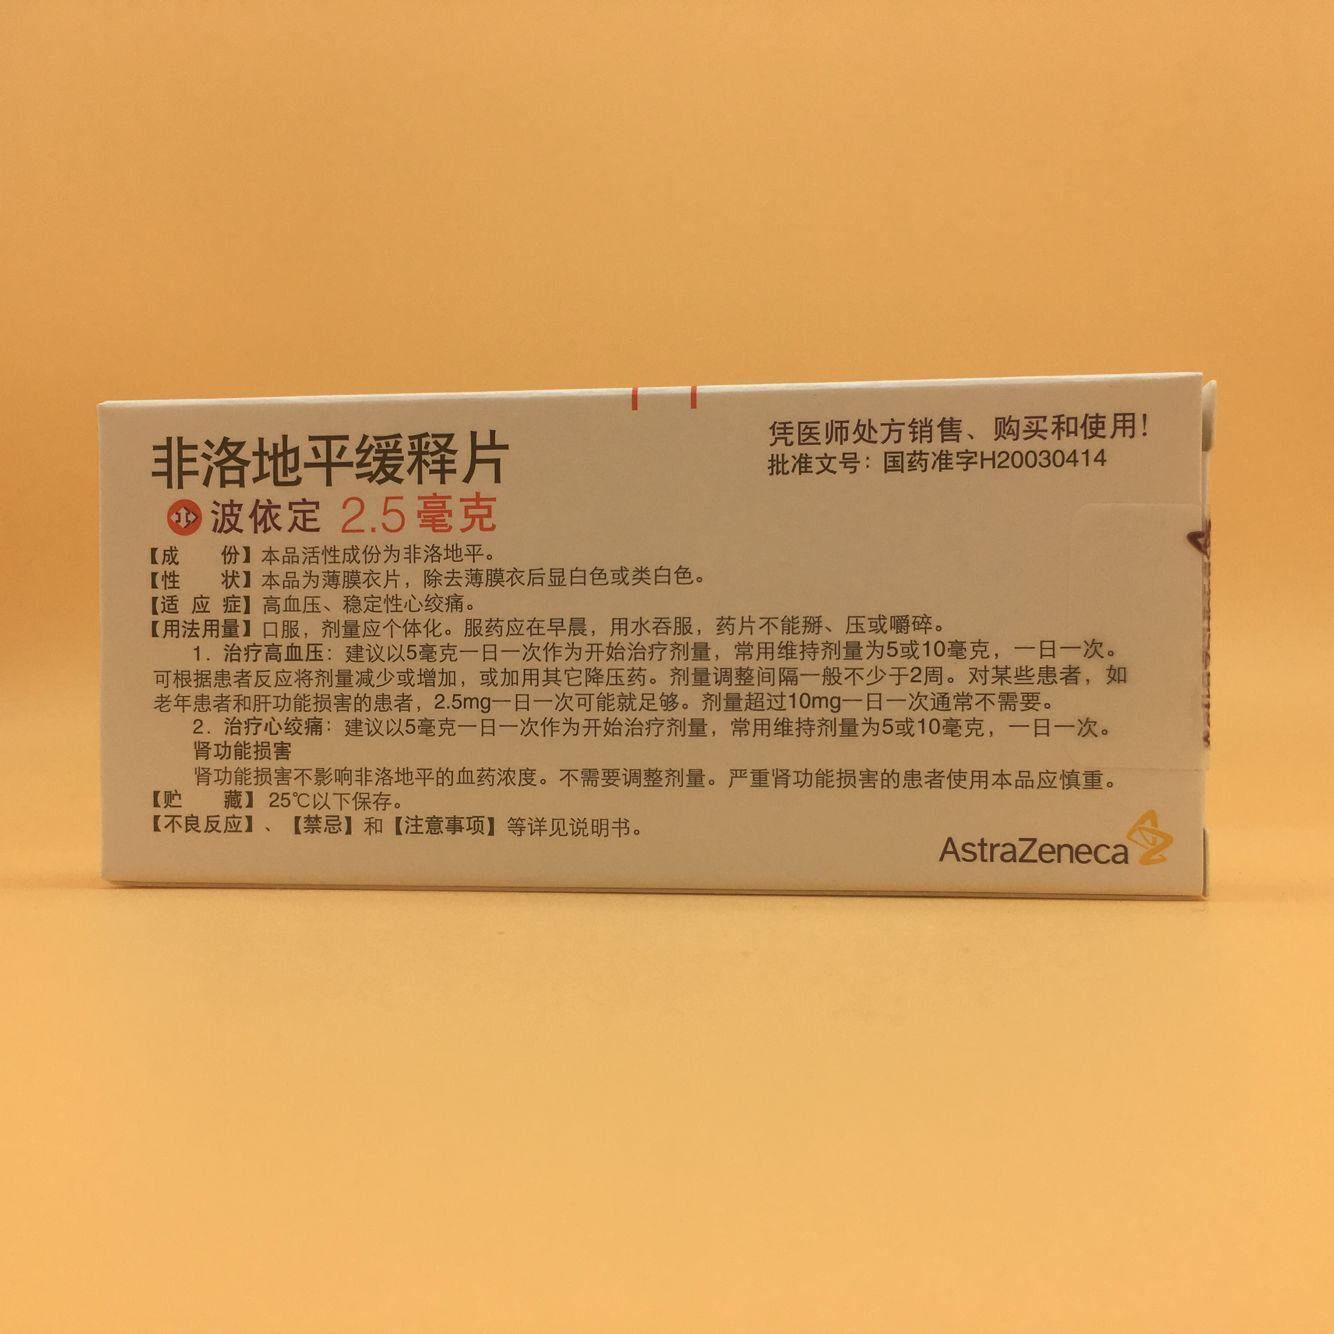 非洛地平缓释片
波依定 2.5毫克
凭医师处方销售、购买和使用!
批准文号：国药准字H20030414
【成 份】本品活性成份为非洛地平。
【性 状】本品为薄膜衣片，除去薄膜衣后显白色或类白色。
【适 应 症】高血压、稳定性心绞痛。
【用法用量】口服，剂量应个体化。服药应在早晨，用水吞服，药片不能掰、压或嚼碎。
1．治疗高血压：建议以5毫克一日一次作为开始治疗剂量，常用维持剂量为5或10毫克，一日一次。
可根据患者反应将剂量减少或增加，或加用其它降压药。剂量调整间隔一般不少于2周。对某些患者，如
老年患者和肝功能损害的患者，2.5mg一日一次可能就足够。剂量超过10mg一日一次通常不需要。
2．治疗心绞痛：建议以5毫克一日一次作为开始治疗剂量，常用维持剂量为5或10毫克，一日一次。
肾功能损害
肾功能损害不影响非洛地平的血药浓度。不需要调整剂量。严重肾功能损害的患者使用本品应慎重。
【贮 藏】25℃以下保存。
【不良反应】、【禁忌】和【注意事项】等详见说明书。
AstraZeneca